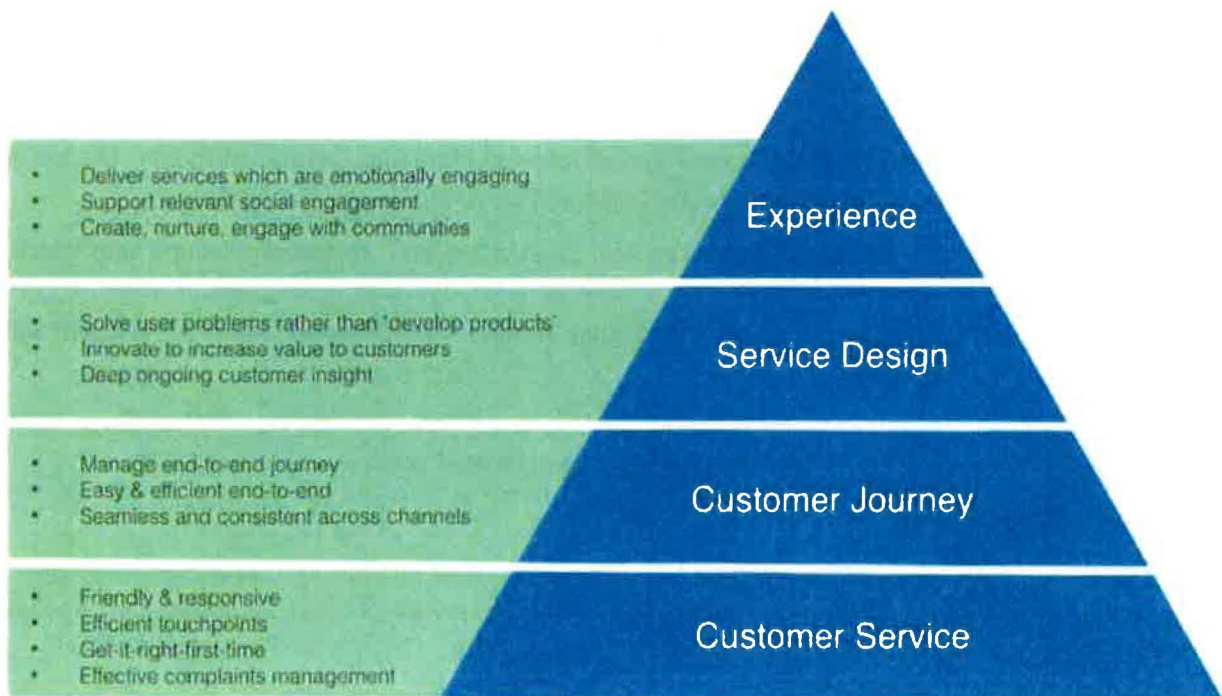 • Deliver services which are emotionally engaging
• Support relevant social engagement
• Create, nurture, engage with communities
Experience
• Solve user problems rather than 'develop products'
• Innovate to increase value to customers
• Deep ongoing customer insight
Service Design
• Manage end-to-end journey
• Easy & efficient end-to-end
• Seamless and consistent across channels
Customer Journey
• Friendly & responsive
• Efficient touchpoints
• Get-it-right-first-time
• Effective complaints management
Customer Service